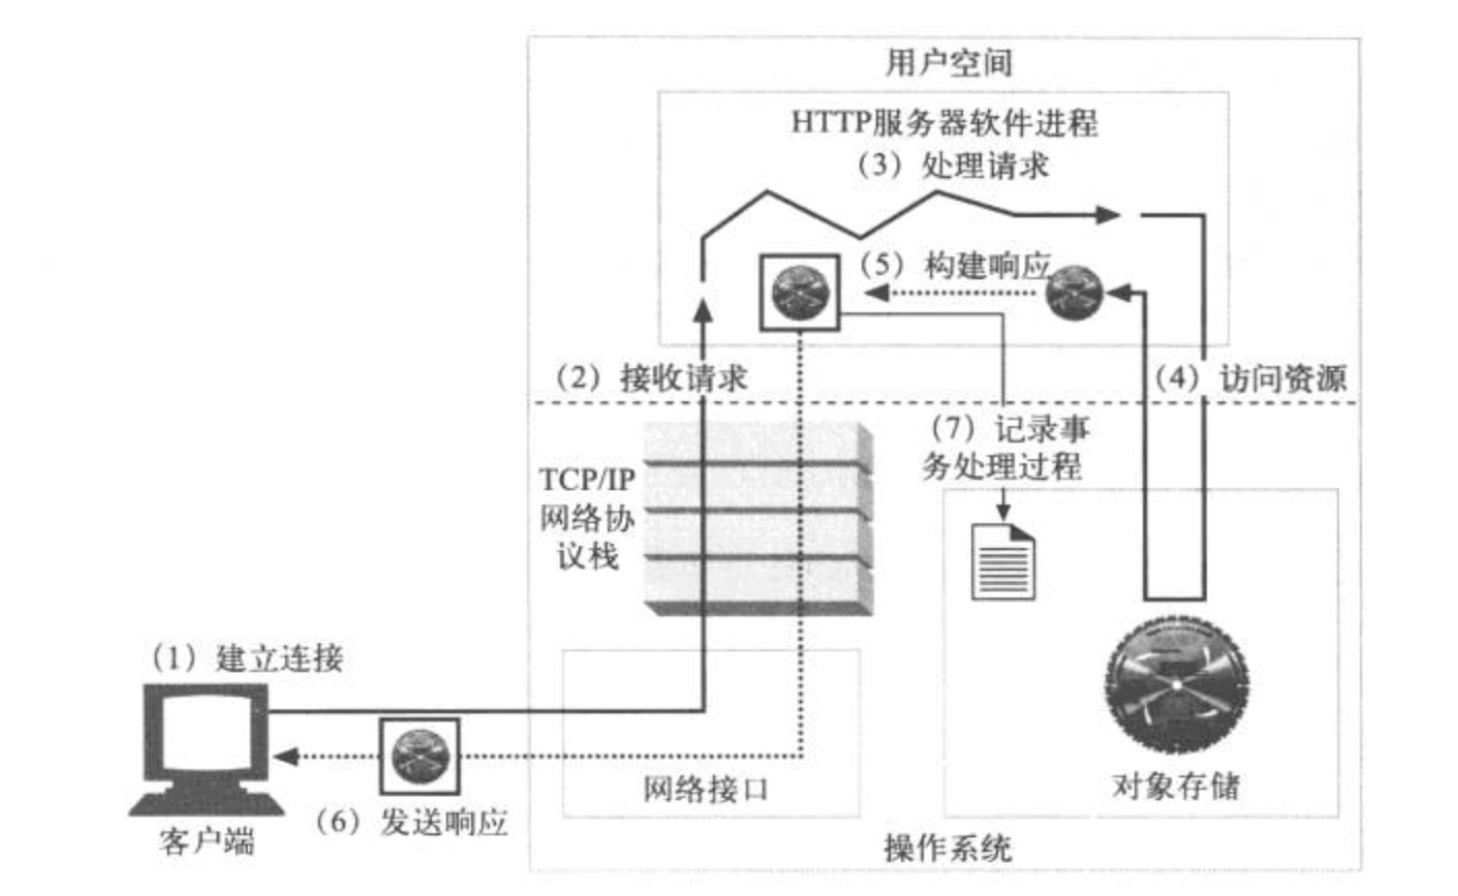 用户空间
HTTP服务器软件进程
（3）处理请求
（5）构建响应
（2）接收请求
（4）访问资源
（7）记录事
务处理过程
TCP/IP
网络协
议栈
（1）建立连接
网络接口
对象存储
（6）发送响应
客户端
操作系统